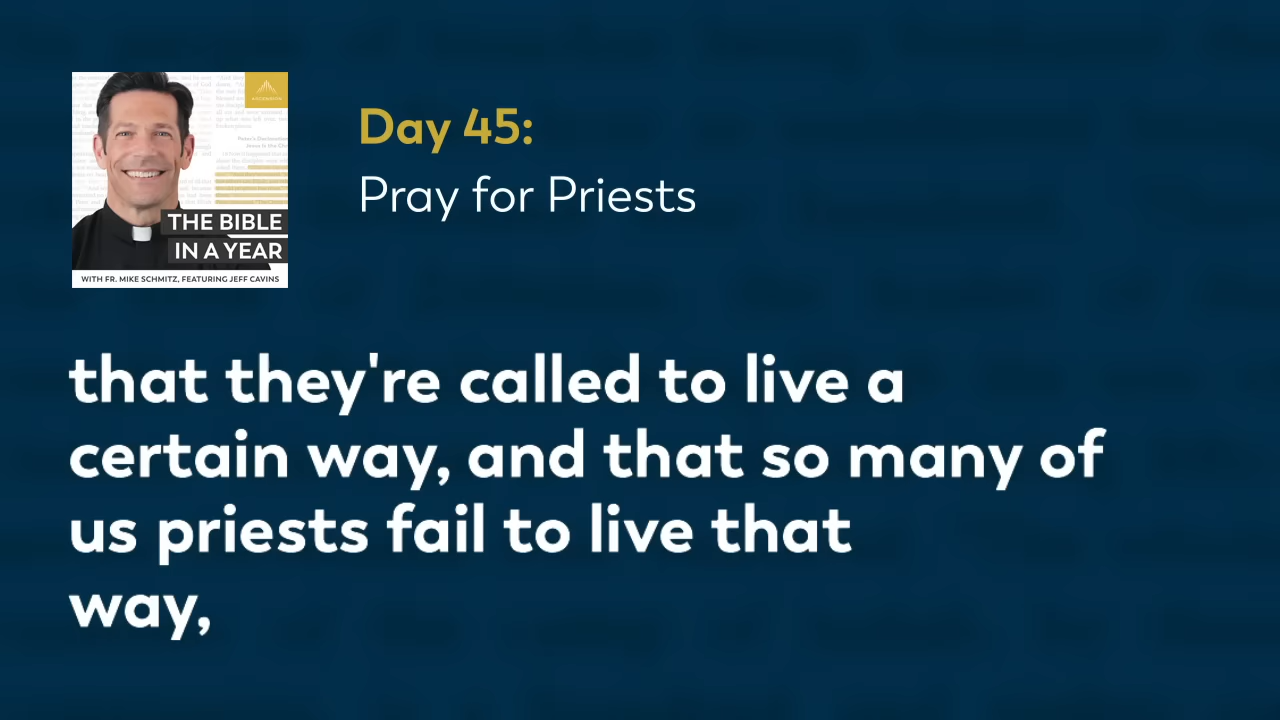 Day 45:
Pray for Priests
ASCENSION
THE BIBLE
IN A YEAR
WITH FR. MIKE SCHMITZ, FEATURING JEFF CAVINS
that they're called to live a
certain way, and that so many of
us priests fail to live that
way,